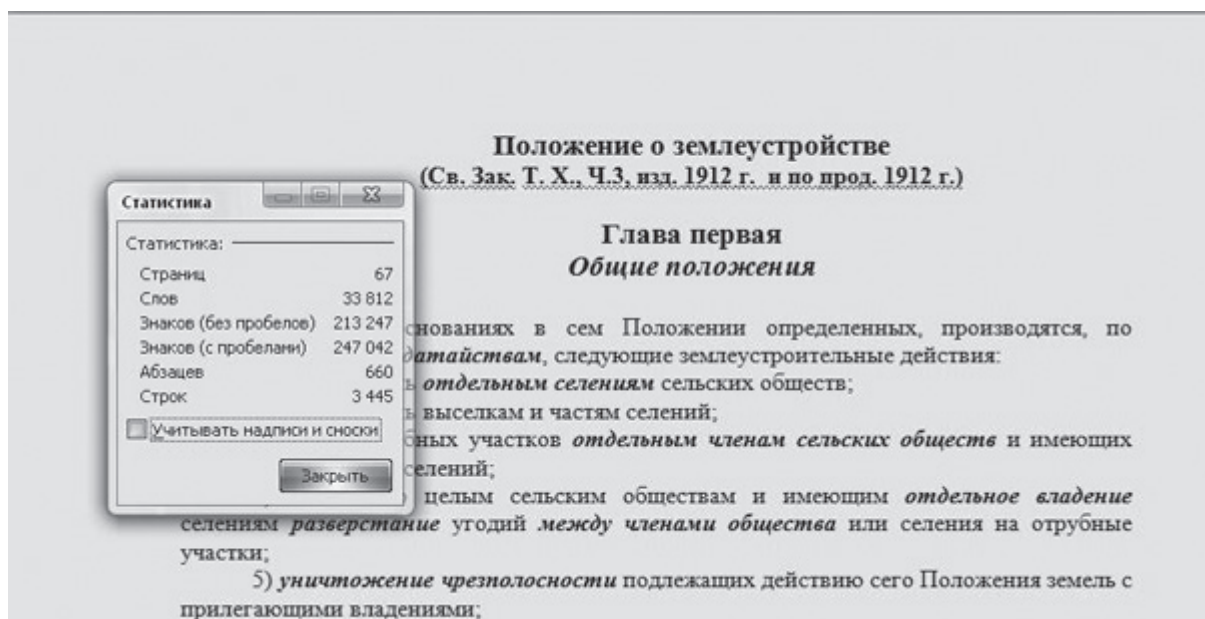 Положение о землеустройстве
(Св. Зак. Т. Х., Ч.3, изд. 1912 г. и по прод. 1912 г.)
Глава первая
Общие положения
Статистика
Статистика:
Страниц 67
Слов 33 812
Знаков (без пробелов) 213 247
Знаков (с пробелами) 247 042
Абзацев 660
Строк 3 445
Учитывать надписи и сноски
Закрыть
в сем Положении определенных, производятся, по
следующие землеустроительные действия:
отдельным селениям сельских обществ;
выселкам и частям селений;
участков отдельным членам сельских обществ и имеющих
целым сельским обществам и имеющим отдельное владение
селениям разверстание угодий между членами общества или селения на отрубные
участки;
5) уничтожение чрезполосности подлежащих действию сего Положения земель с
прилегающими владениями;